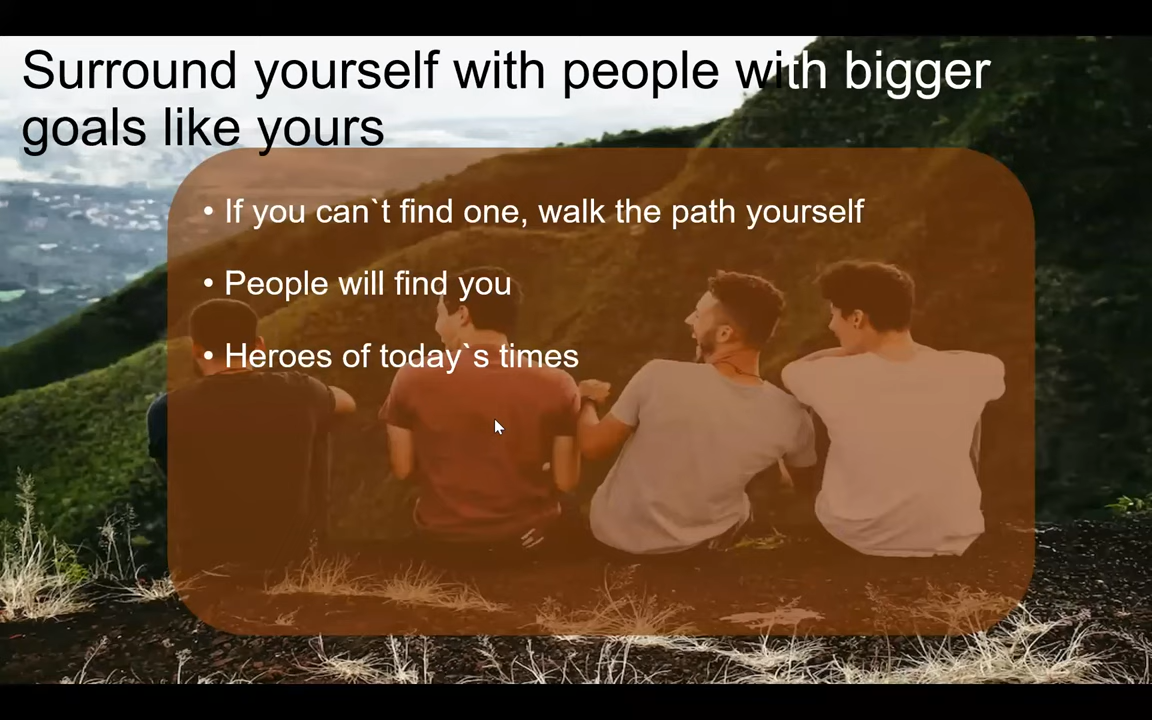 Surround yourself with people with bigger
goals like yours
• If you can`t find one, walk the path yourself
• People will find you
• Heroes of today`s times